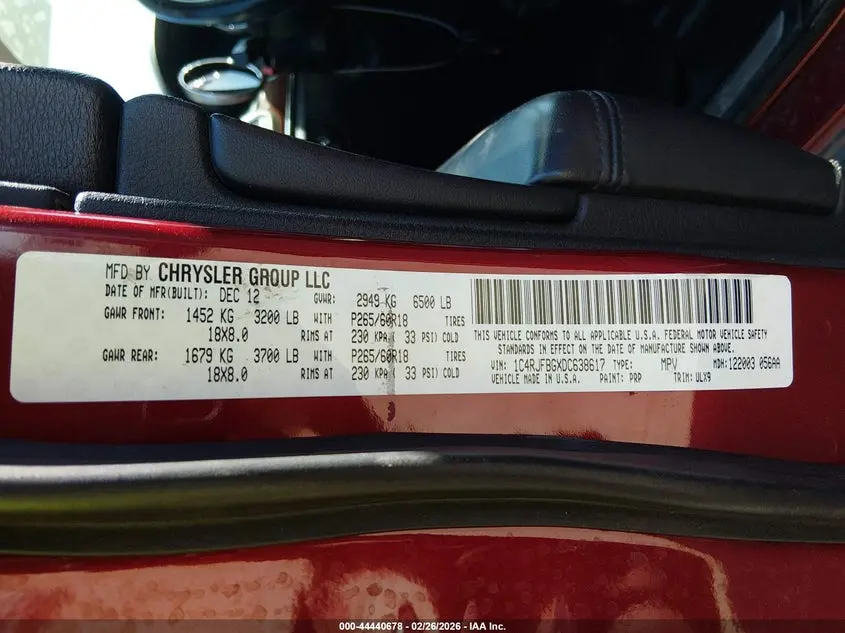 MFD BY CHRYSLER GROUP LLC
DATE OF MFR(BUILT): DEC 12 GVWR: 2949 KG 6500 LB
GAWR FRONT: 1452 KG 3200 LB WITH P265/60R18 TIRES
18X8.0 RIMS AT 230 KPA ( 33 PSI) COLD
GAWR REAR: 1679 KG 3700 LB WITH P265/60R18 TIRES
18X8.0 RIMS AT 230 KPA ( 33 PSI) COLD
THIS VEHICLE CONFORMS TO ALL APPLICABLE U.S.A. FEDERAL MOTOR VEHICLE SAFETY
STANDARDS IN EFFECT ON THE DATE OF MANUFACTURE SHOWN ABOVE.
VIN: 1C4RJFBGXDC638617 TYPE: MPV MDH: 122003 056AA
VEHICLE MADE IN U.S.A. PAINT: PRP TRIM: ULX9
000-44440678 - 02/26/2026 - IAA Inc.